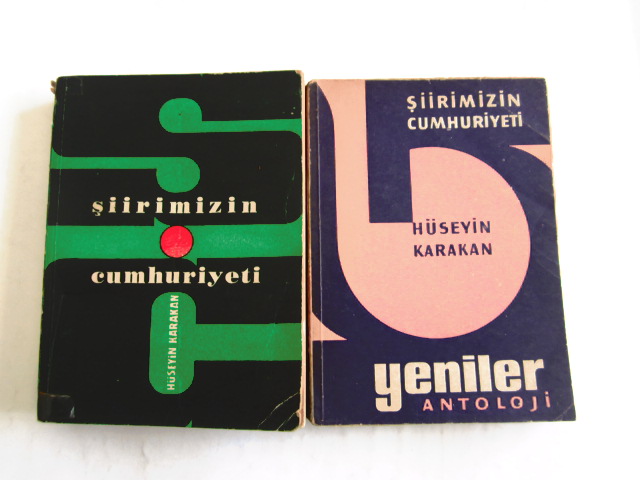 şiirimizin
cumhuriyeti
HÜSEYİN KARAKAN
ŞİİRİMİZİN
CUMHURİYETİ
HÜSEYİN
KARAKAN
yeniler
ANTOLOJİ